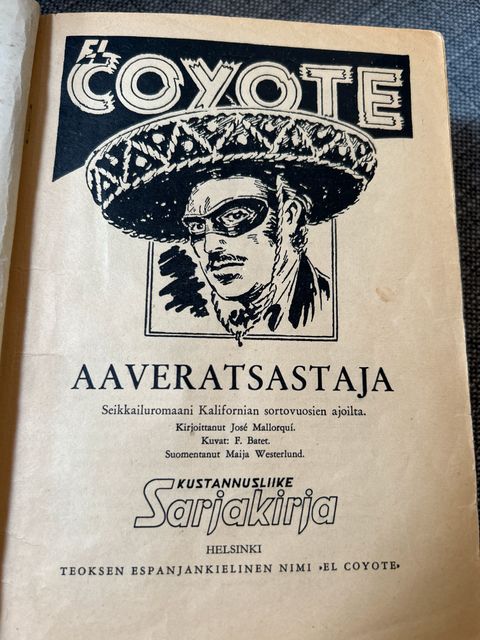 EL
COYOTE
AAVERATSASTAJA
Seikkailuromaani Kalifornian sortovuosien ajoilta.
Kirjoittanut José Mallorquí.
Kuvat: F. Batet.
Suomentanut Maija Westerlund.
KUSTANNUSLIIKE
Sarjakirja
HELSINKI
TEOKSEN ESPANJANKIELINEN NIMI »EL COYOTE»